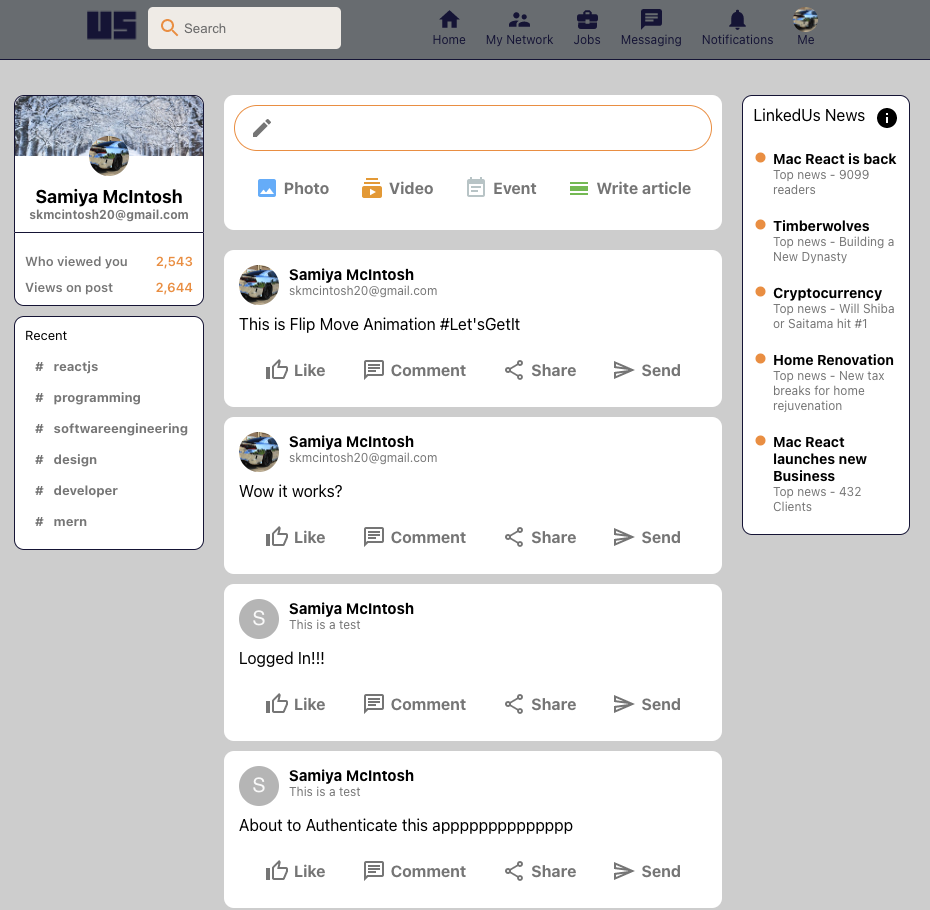 US
Search
Home
My Network
Jobs
Messaging
Notifications
Me
Samiya McIntosh
skmcintosh20@gmail.com
Who viewed you 2,543
Views on post 2,644
Recent
# reactjs
# programming
# softwareengineering
# design
# developer
# mern
Photo
Video
Event
Write article
Samiya McIntosh
skmcintosh20@gmail.com
This is Flip Move Animation #Let'sGetIt
Like Comment Share Send
Samiya McIntosh
skmcintosh20@gmail.com
Wow it works?
Like Comment Share Send
S
Samiya McIntosh
This is a test
Logged In!!!
Like Comment Share Send
S
Samiya McIntosh
This is a test
About to Authenticate this apppppppppppppp
Like Comment Share Send
LinkedUs News
Mac React is back
Top news - 9099
readers
Timberwolves
Top news - Building a
New Dynasty
Cryptocurrency
Top news - Will Shiba
or Saitama hit #1
Home Renovation
Top news - New tax
breaks for home
rejuvenation
Mac React
launches new
Business
Top news - 432
Clients